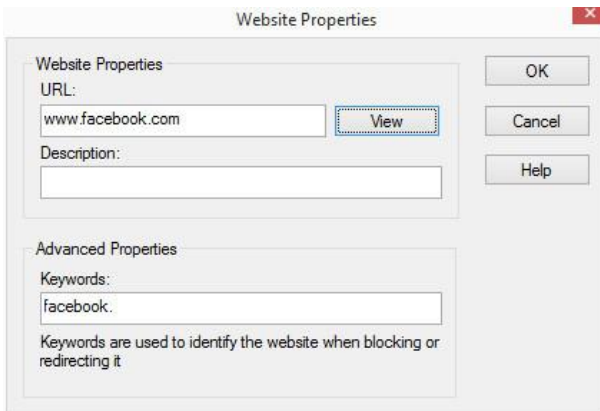 Website Properties
Website Properties
OK
URL:
www.facebook.com
View
Cancel
Description:
Help
Advanced Properties
Keywords:
facebook.
Keywords are used to identify the website when blocking or
redirecting it